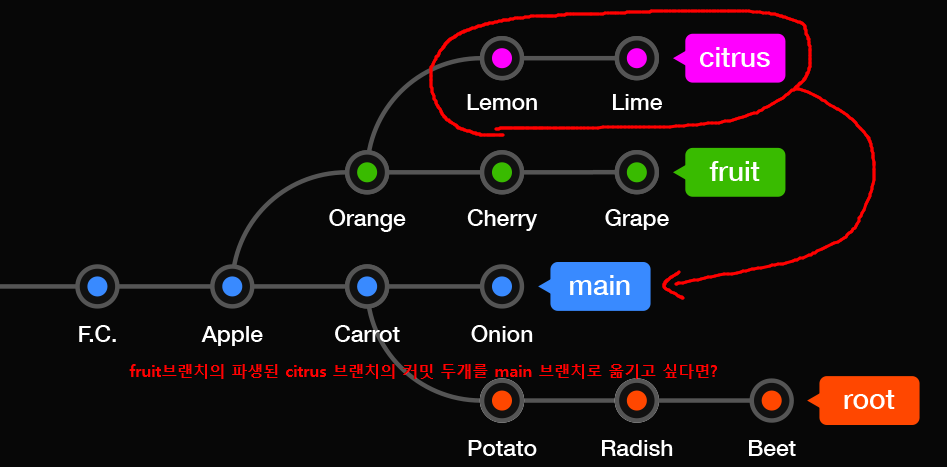 citrus
Lemon Lime
fruit
Orange Cherry Grape
main
F.C. Apple Carrot Onion
fruit브랜치의 파생된 citrus 브랜치의 커밋 두개를 main 브랜치로 옮기고 싶다면?
root
Potato Radish Beet